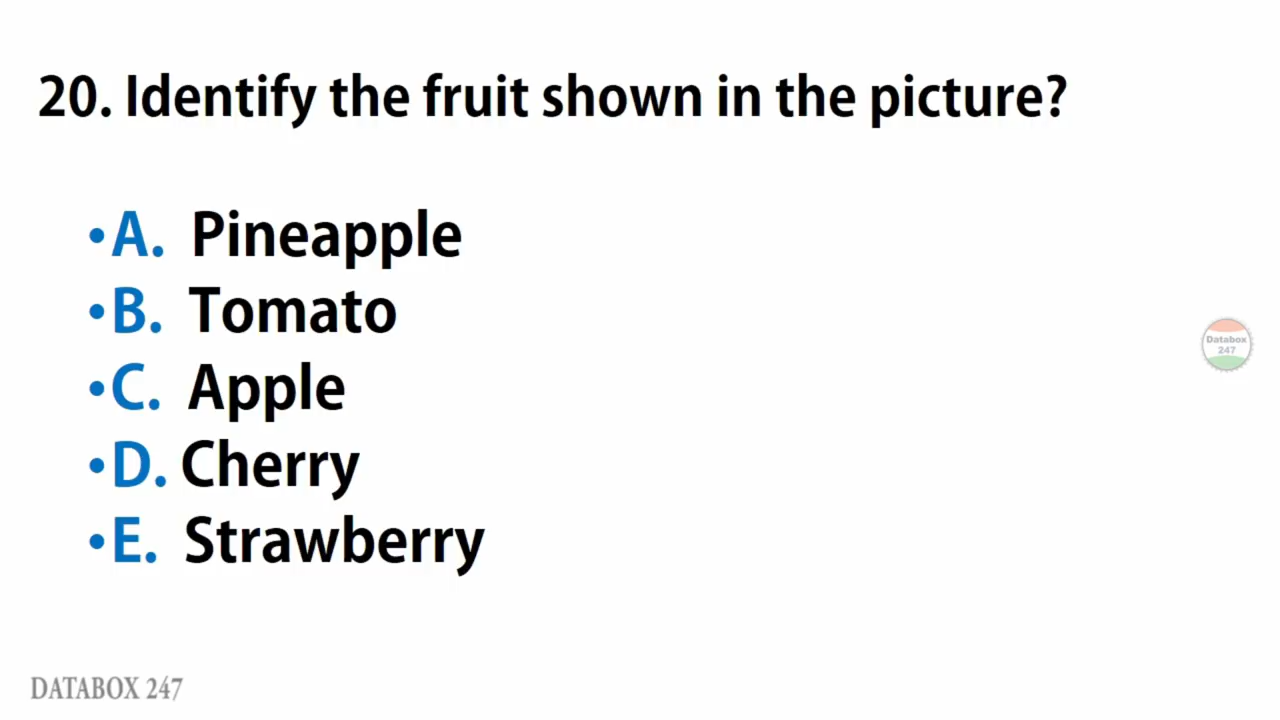 20. Identify the fruit shown in the picture?
•A. Pineapple
•B. Tomato
•C. Apple
•D. Cherry
•E. Strawberry
Databox
247
DATABOX 247